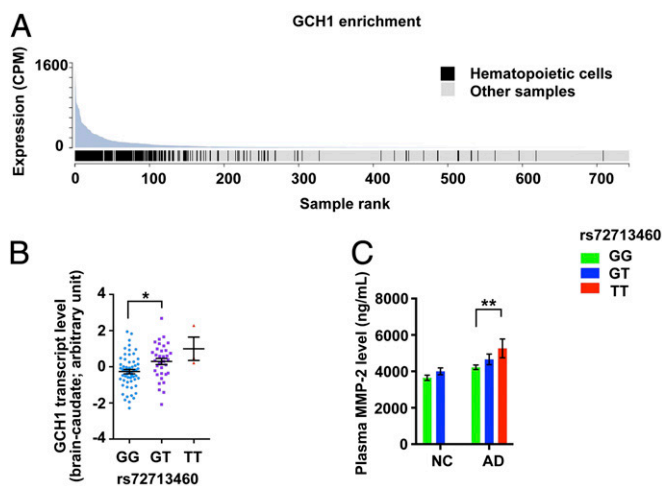 A
GCH1 enrichment
Expression (CPM)
1600
0
Hematopoietic cells
Other samples
0 100 200 300 400 500 600 700
Sample rank
B
GCH1 transcript level
(brain-caudate; arbitrary unit)
4
2
0
-2
-4
*
GG GT TT
rs72713460
C
rs72713460
GG
GT
TT
Plasma MMP-2 level (ng/mL)
8000
6000
4000
2000
0
**
NC AD